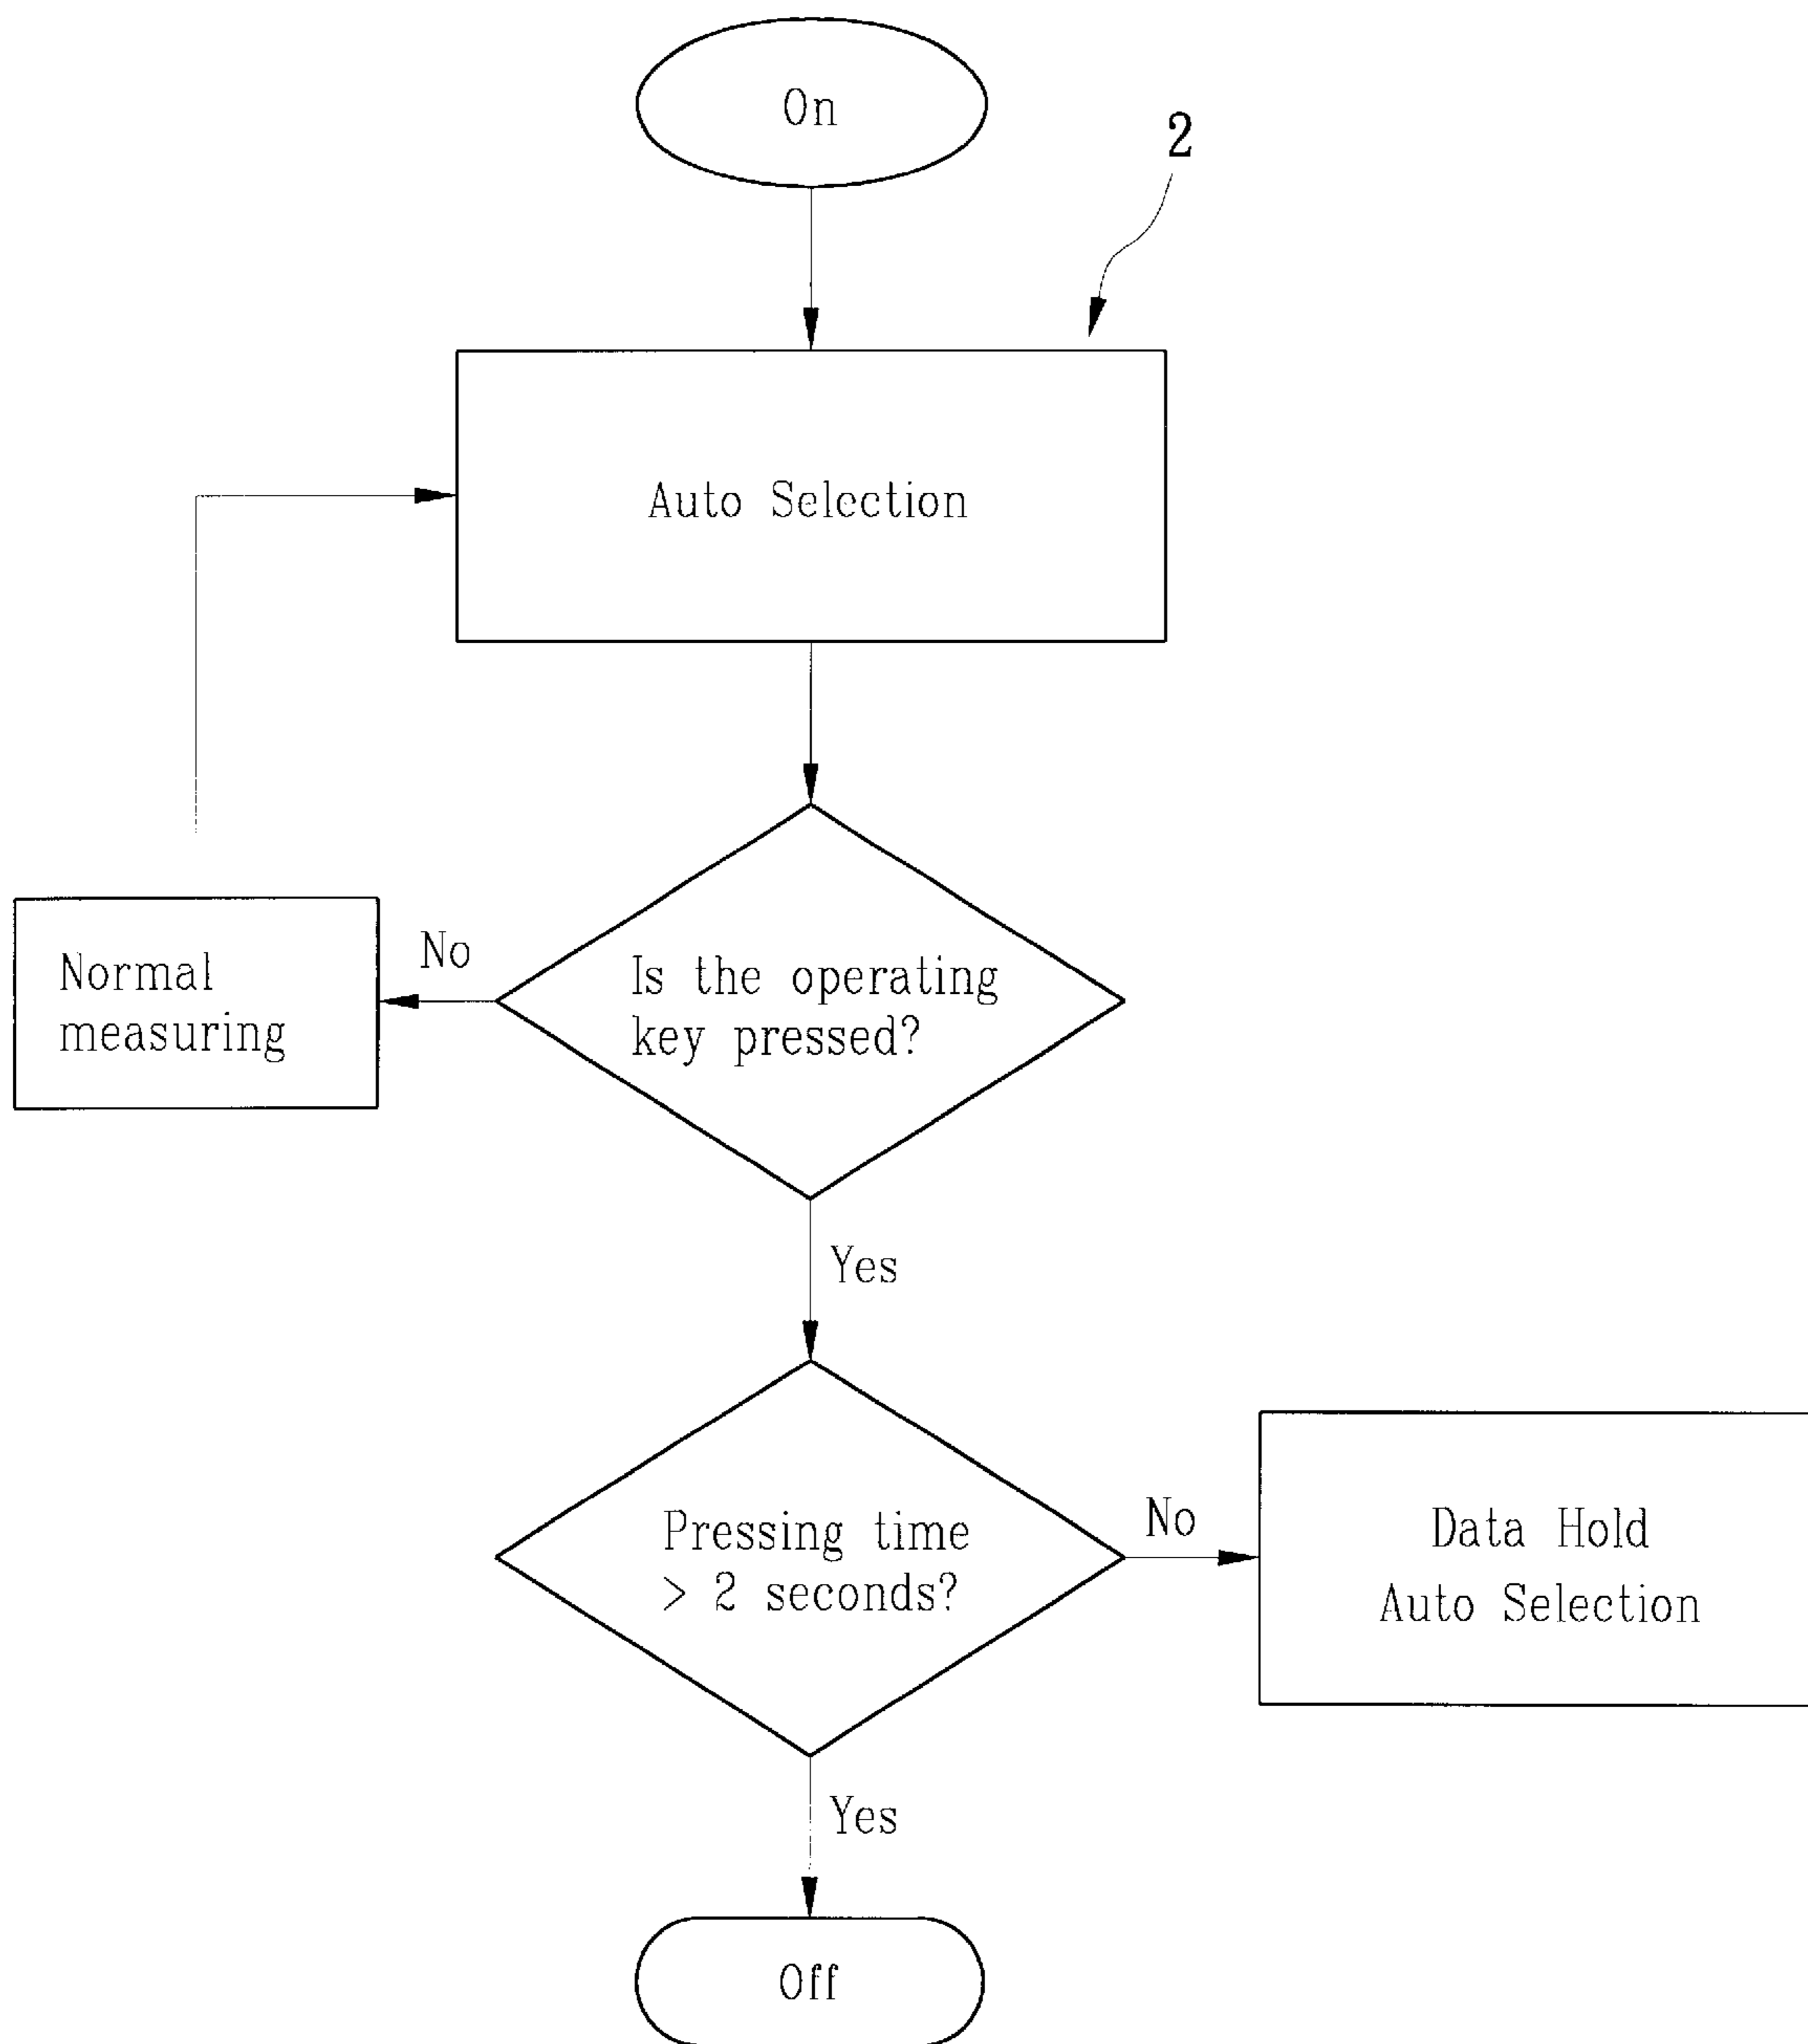 On
2
Auto Selection
No
Normal
measuring
Is the operating
key pressed?
Yes
Pressing time
> 2 seconds?
No
Data Hold
Auto Selection
Yes
Off